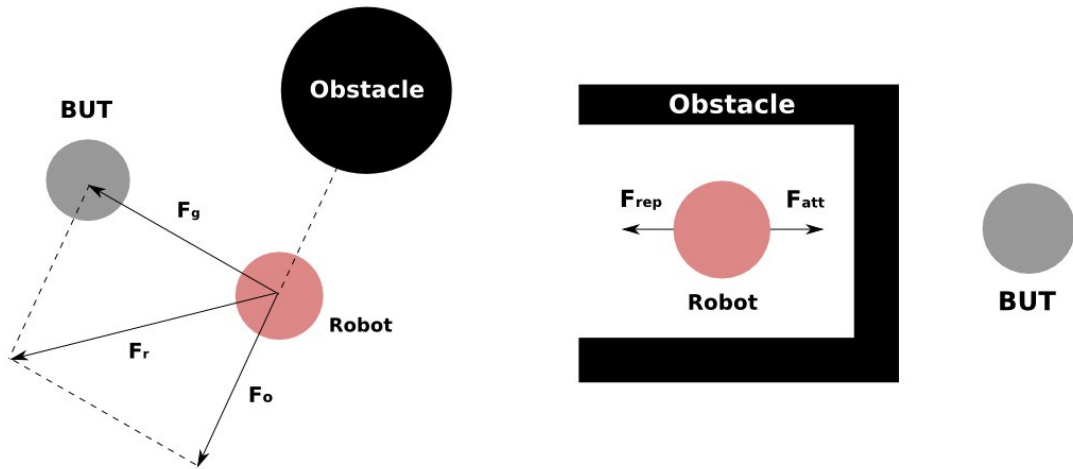 Obstacle
BUT
Fg
Robot
Fr
Fo
Obstacle
Frep
Fatt
Robot
BUT